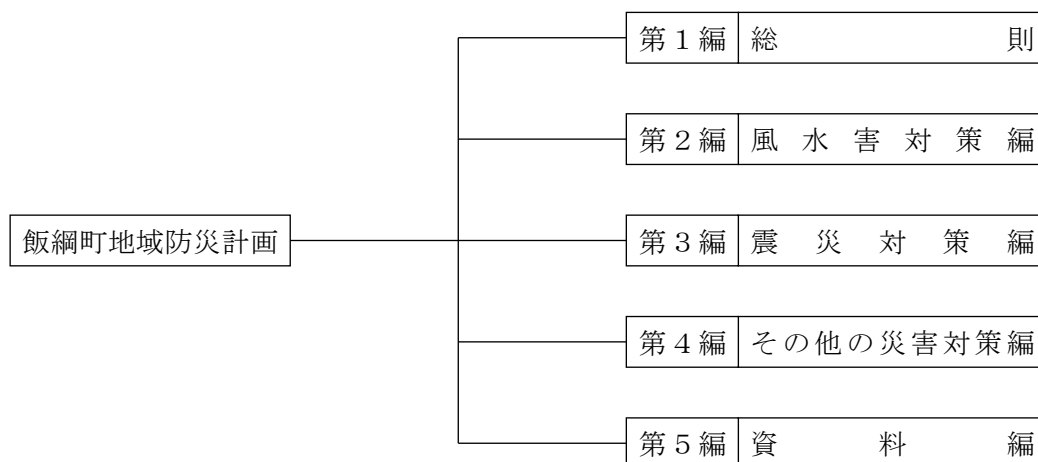 第1編 総則
第2編 風水害対策編
飯綱町地域防災計画
第3編 震災対策編
第4編 その他の災害対策編
第5編 資料編